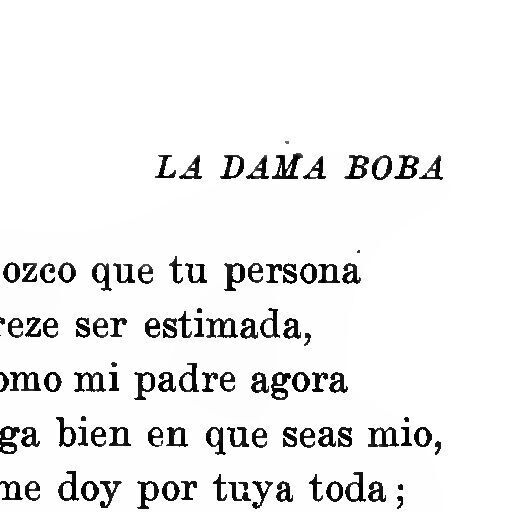 LA DAMA BOBA
ozco que tu persona
reze ser estimada,
omo mi padre agora
ga bien en que seas mio,
me doy por tuya toda;